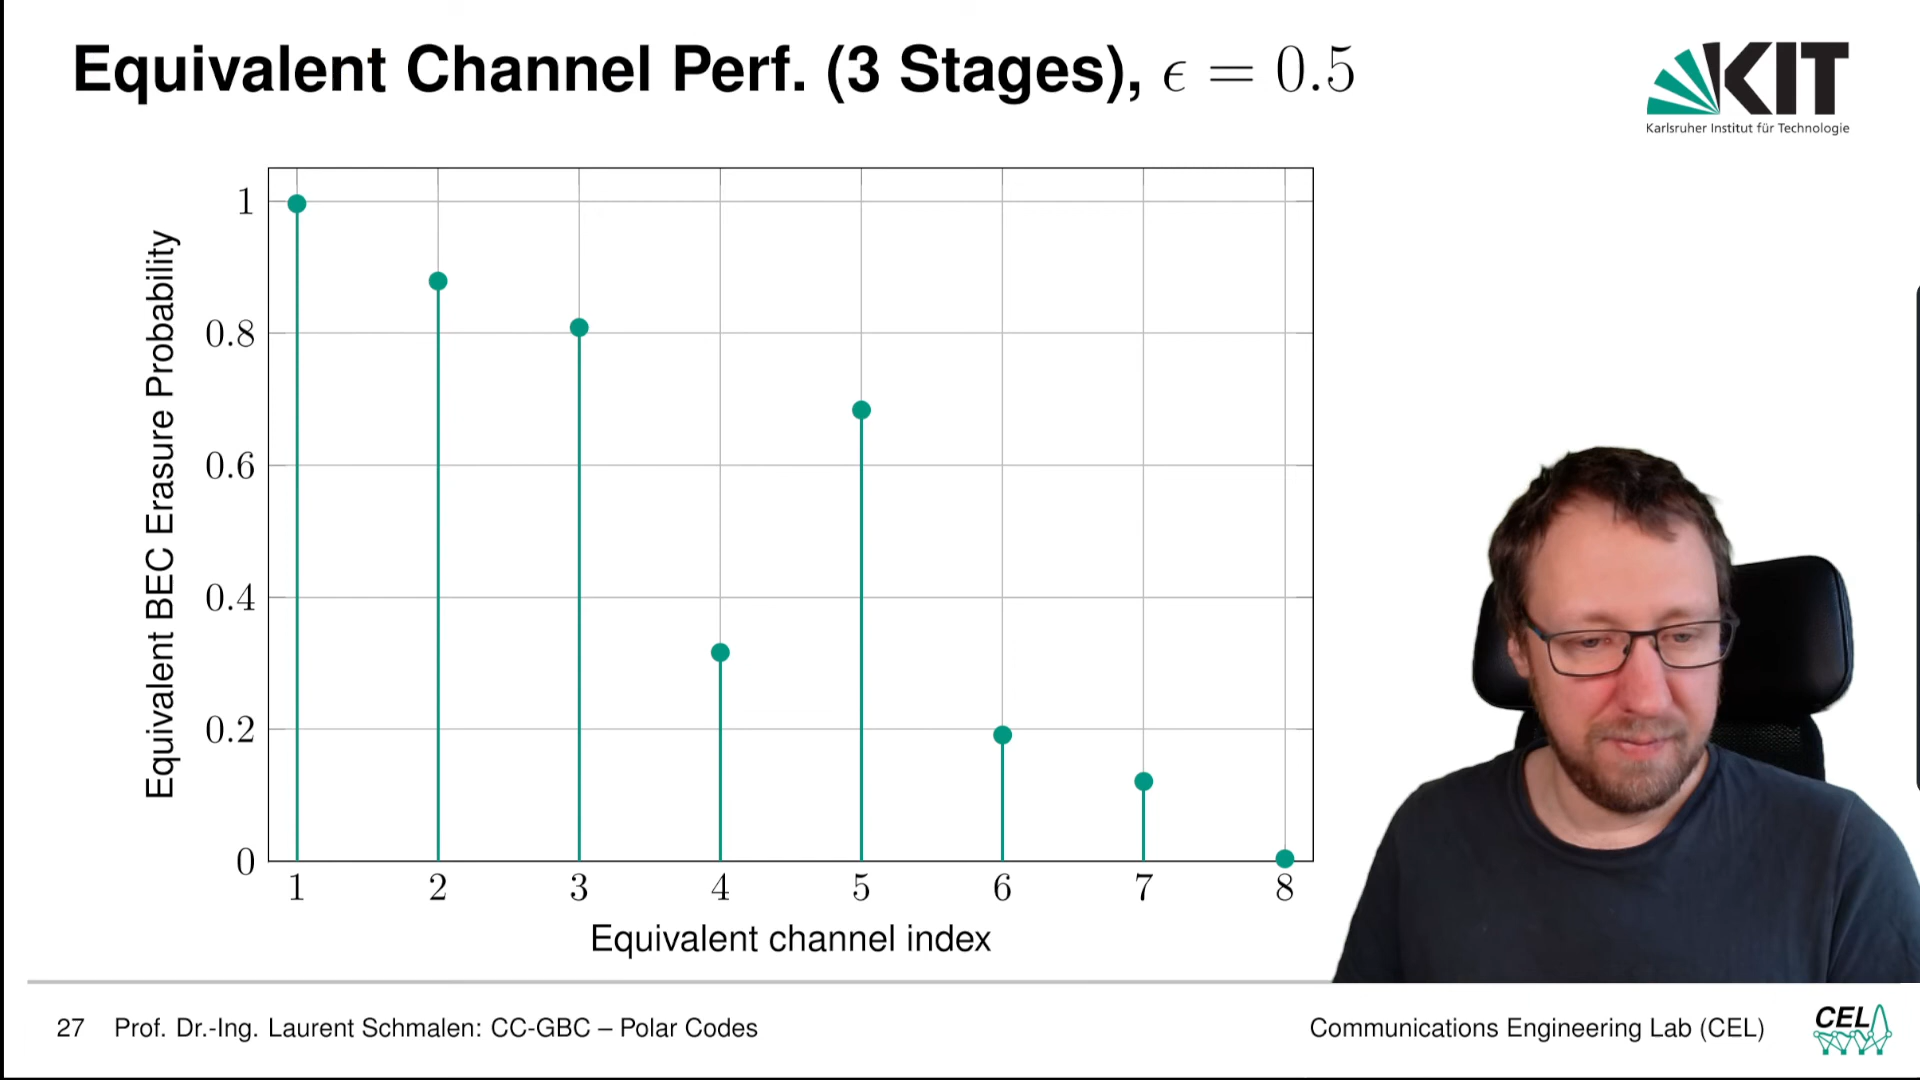 Equivalent Channel Perf. (3 Stages), ϵ = 0.5
KIT
Karlsruher Institut für Technologie
Equivalent BEC Erasure Probability
1
0.8
0.6
0.4
0.2
0
1 2 3 4 5 6 7 8
Equivalent channel index
27 Prof. Dr.-Ing. Laurent Schmalen: CC-GBC – Polar Codes
Communications Engineering Lab (CEL)
CEL